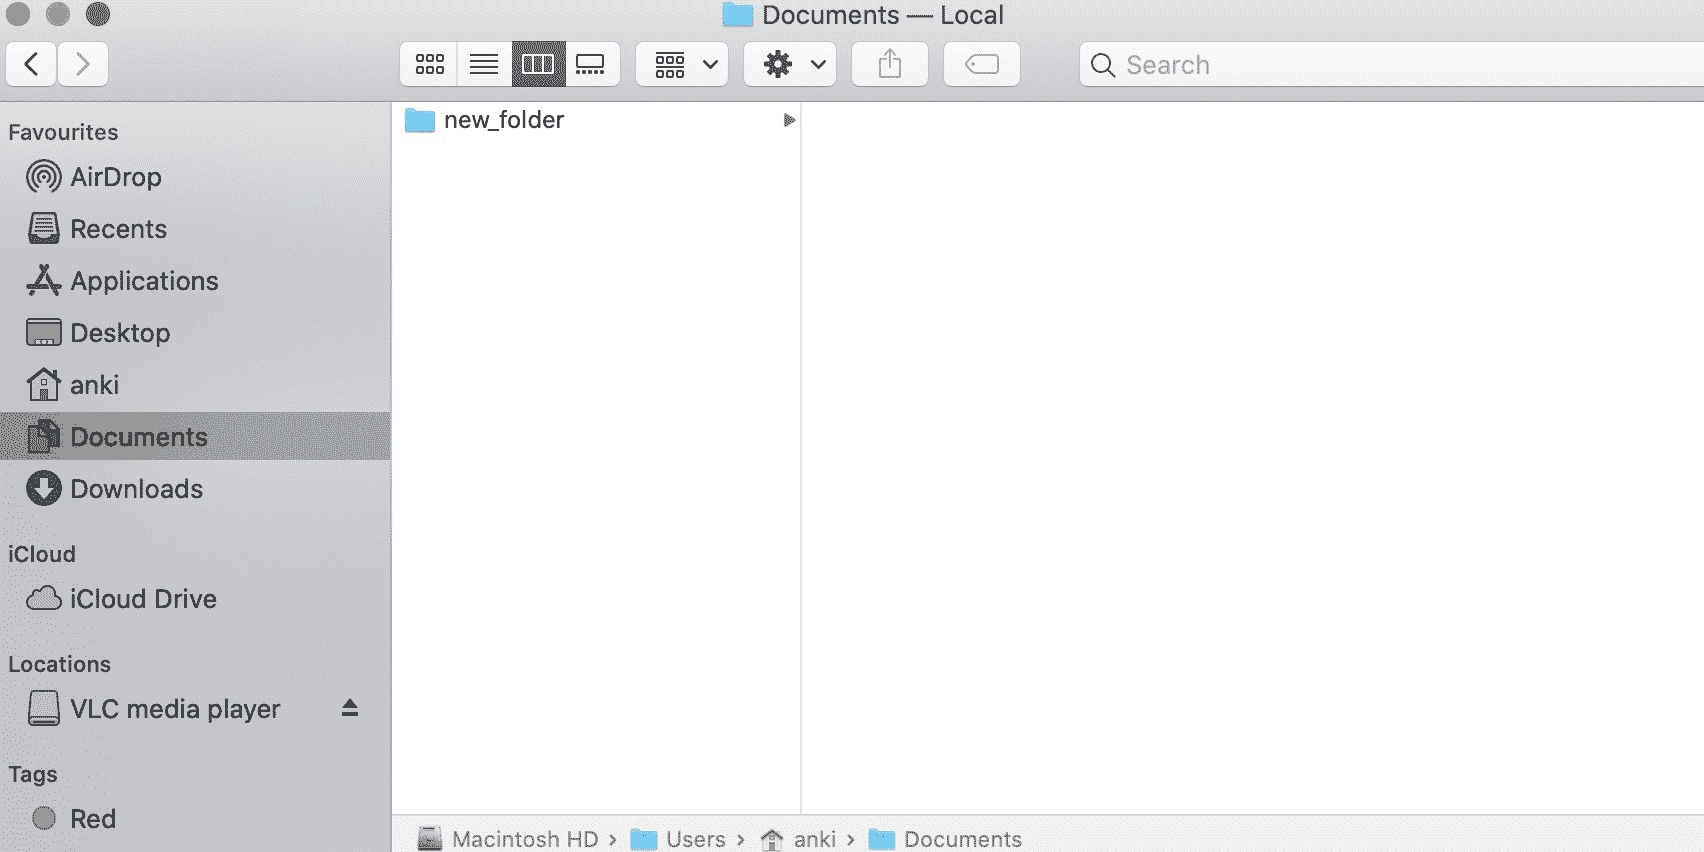 Documents — Local
Search
Favourites
AirDrop
Recents
Applications
Desktop
anki
Documents
Downloads
iCloud
iCloud Drive
Locations
VLC media player
Tags
Red
new_folder
Macintosh HD › Users › anki › Documents